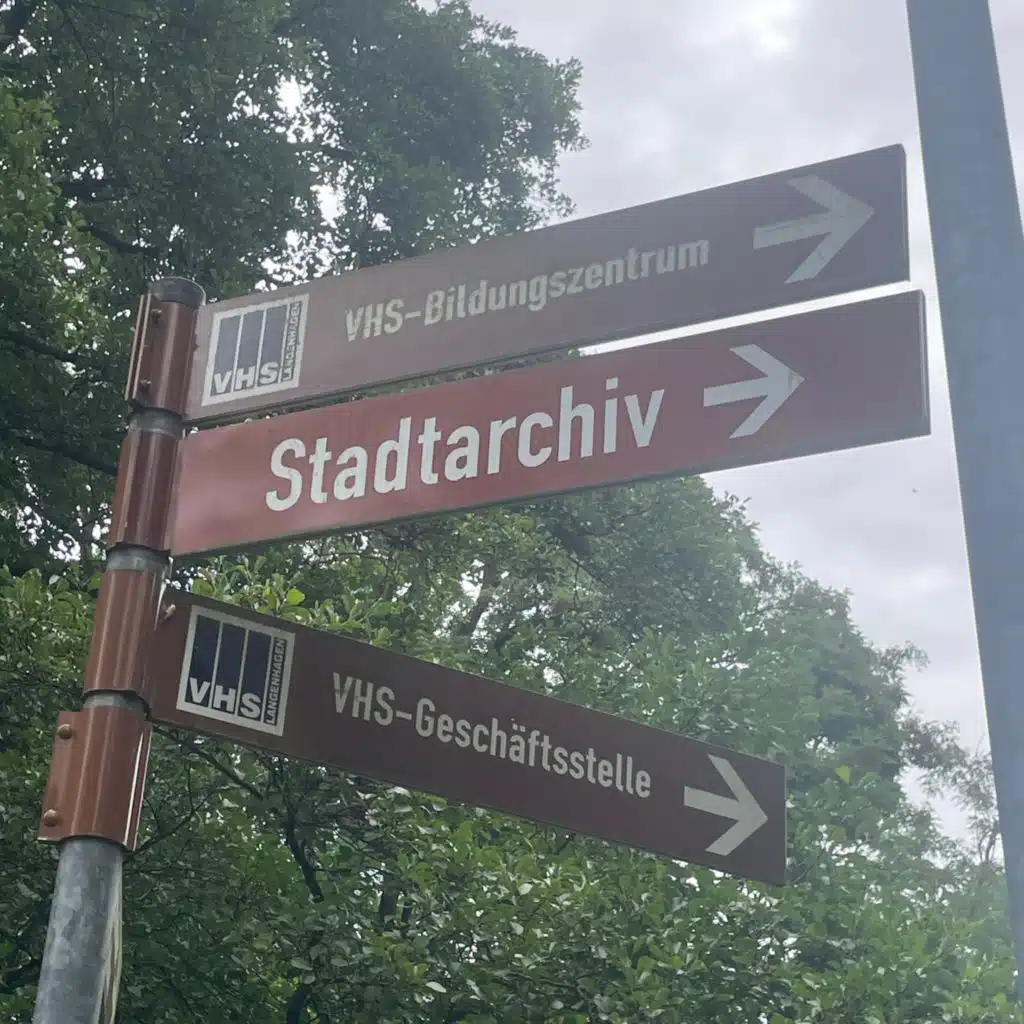 VHS
LANGENHAGEN
VHS-Bildungszentrum
Stadtarchiv
VHS
LANGENHAGEN
VHS-Geschäftsstelle